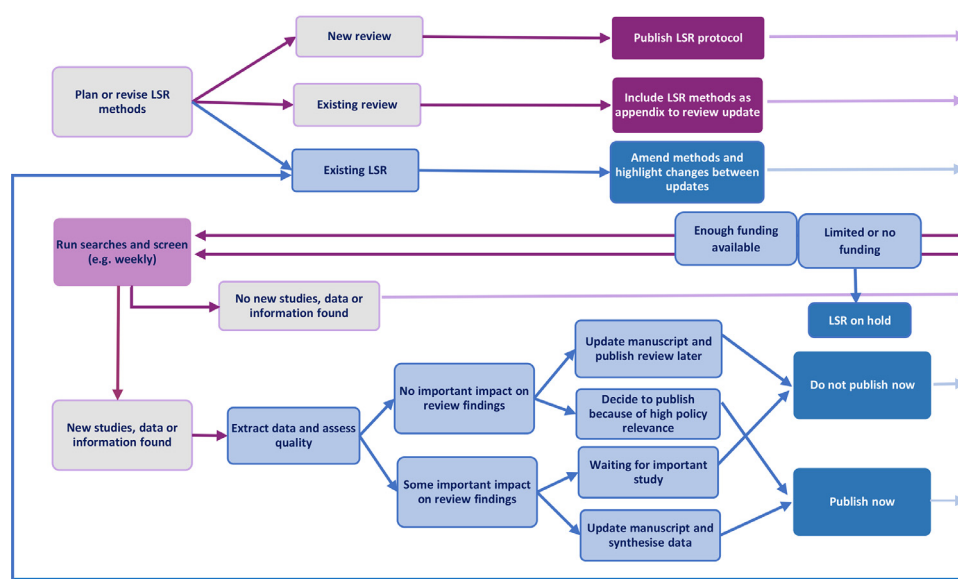 New review
Publish LSR protocol
Plan or revise LSR
methods
Existing review
Include LSR methods as
appendix to review update
Existing LSR
Amend methods and
highlight changes between
updates
Run searches and screen
(e.g. weekly)
Enough funding
available
Limited or no
funding
No new studies, data or
information found
LSR on hold
Update manuscript and
publish review later
No important impact on
review findings
Do not publish now
Decide to publish
because of high policy
relevance
New studies, data or
information found
Extract data and assess
quality
Some important impact
on review findings
Waiting for important
study
Publish now
Update manuscript and
synthesise data